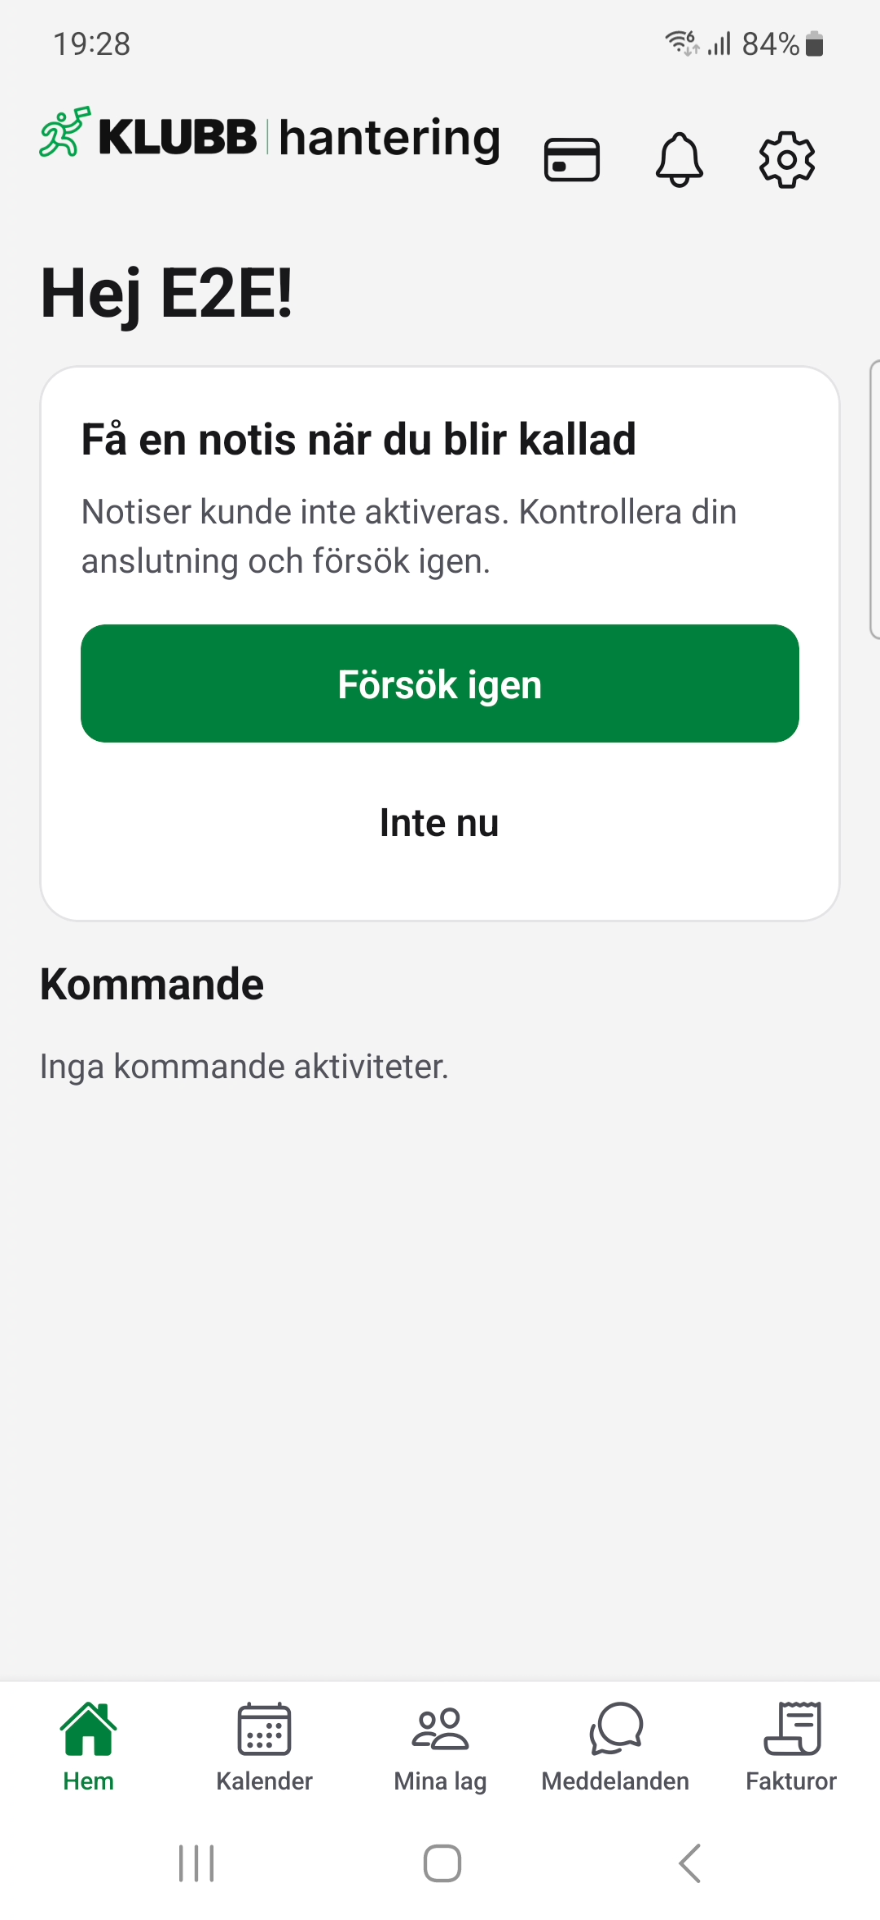 19:28
84%
KLUBB hantering
Hej E2E!
Få en notis när du blir kallad
Notiser kunde inte aktiveras. Kontrollera din
anslutning och försök igen.
Försök igen
Inte nu
Kommande
Inga kommande aktiviteter.
Hem Kalender Mina lag Meddelanden Fakturor